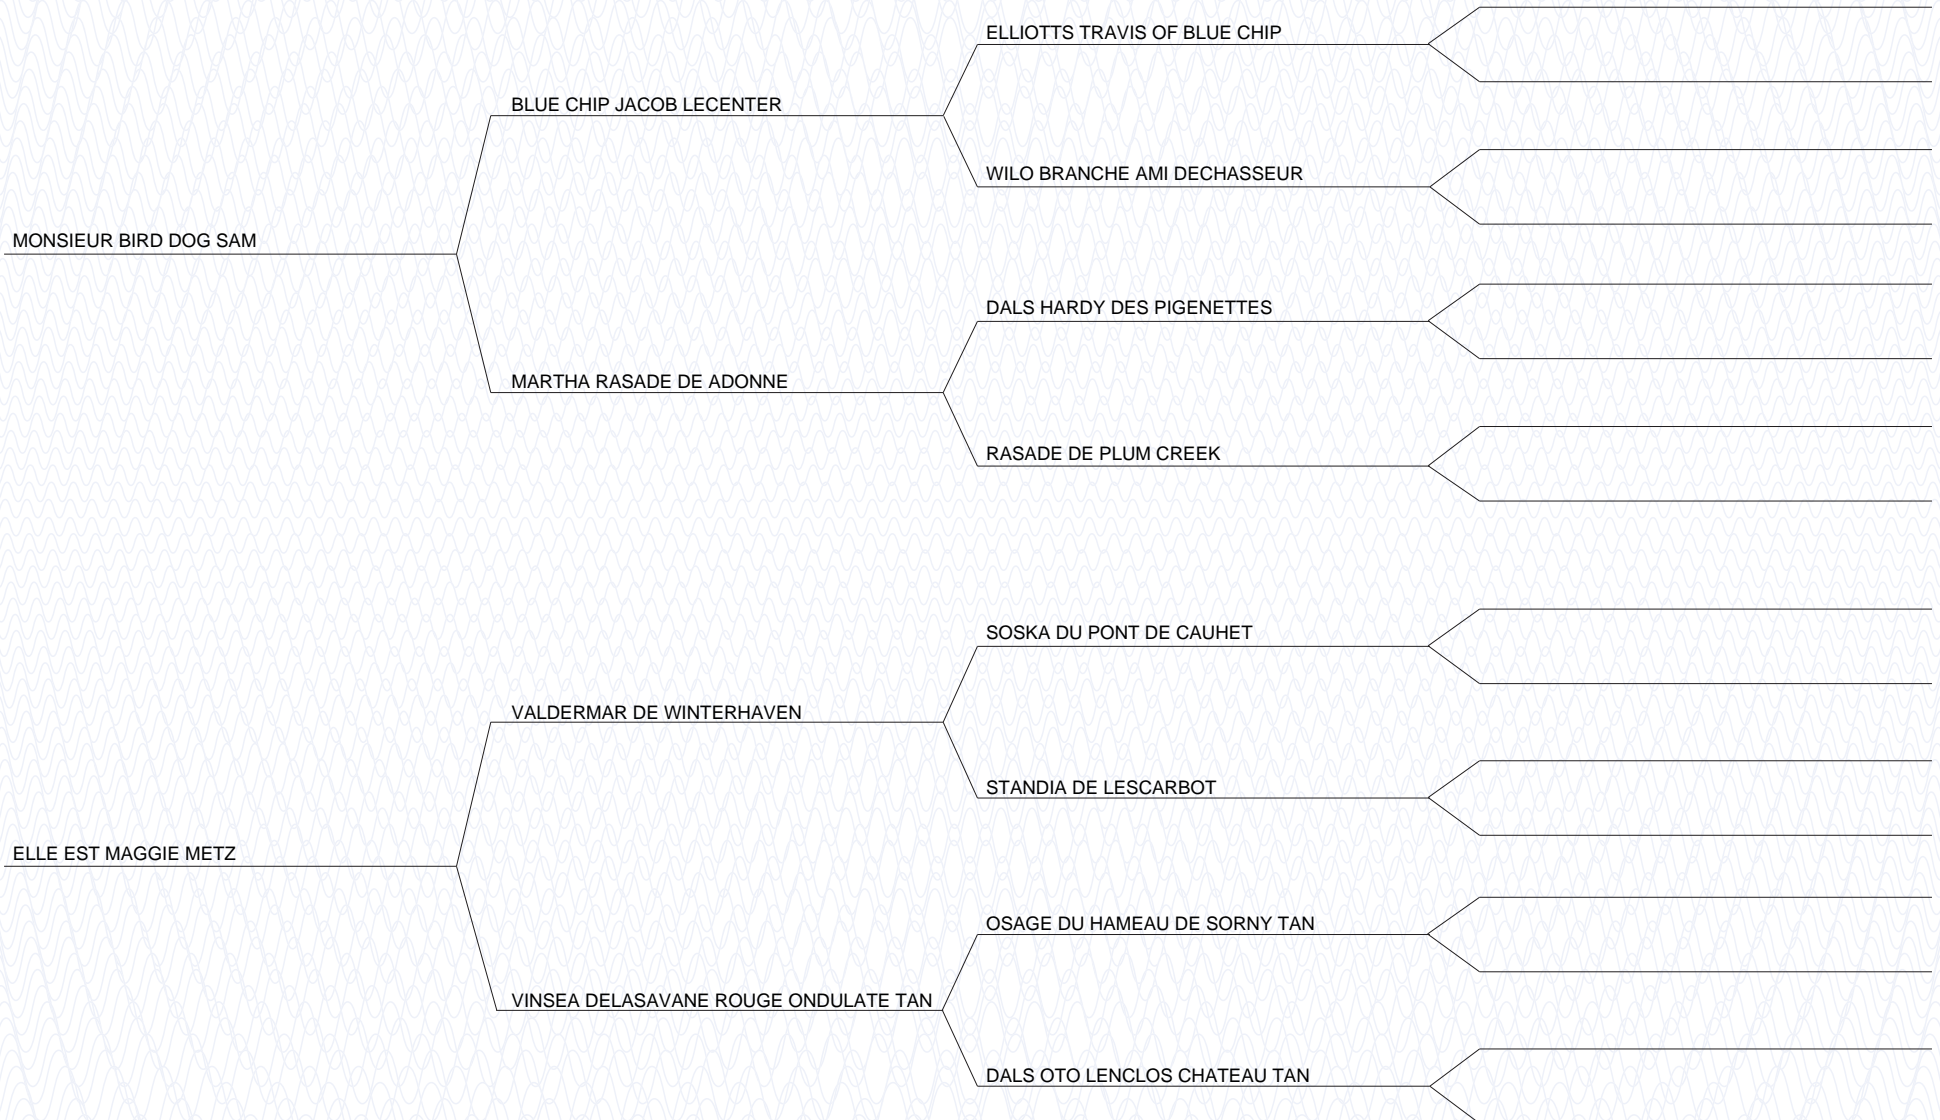 ELLIOTTS TRAVIS OF BLUE CHIP
BLUE CHIP JACOB LECENTER
WILO BRANCHE AMI DECHASSEUR
MONSIEUR BIRD DOG SAM
DALS HARDY DES PIGENETTES
MARTHA RASADE DE ADONNE
RASADE DE PLUM CREEK
SOSKA DU PONT DE CAUHET
VALDERMAR DE WINTERHAVEN
STANDIA DE LESCARBOT
ELLE EST MAGGIE METZ
OSAGE DU HAMEAU DE SORNY TAN
VINSEA DELASAVANE ROUGE ONDULATE TAN
DALS OTO LENCLOS CHATEAU TAN